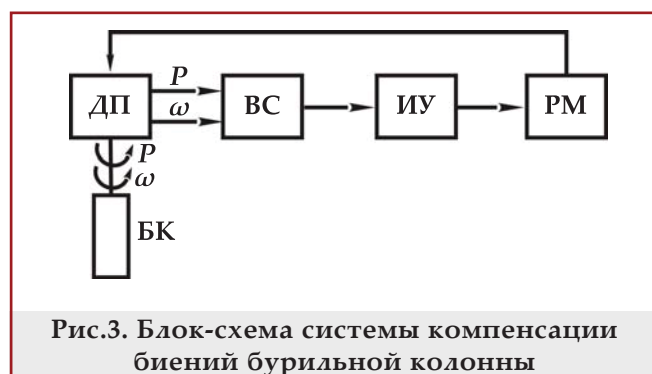 P
ДП
ω
ВС
ИУ
РМ
P
ω
БК
Рис.3. Блок-схема системы компенсации
биений бурильной колонны